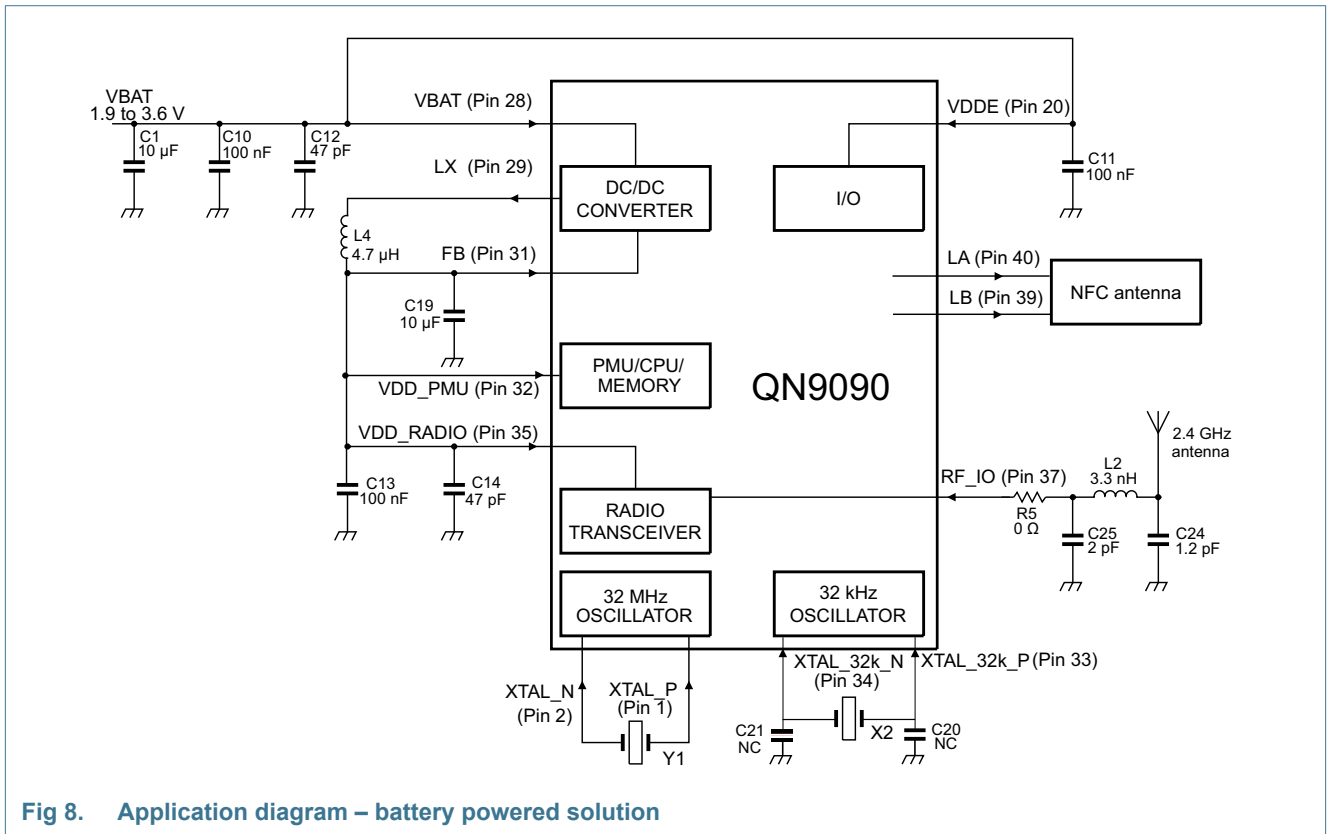 VBAT
1.9 to 3.6 V
C1
10 µF
C10
100 nF
C12
47 pF
VBAT (Pin 28)
VDDE (Pin 20)
C11
100 nF
LX (Pin 29)
DC/DC
CONVERTER
I/O
L4
4.7 µH
FB (Pin 31)
C19
10 µF
LA (Pin 40)
LB (Pin 39)
NFC antenna
PMU/CPU/
MEMORY
VDD_PMU (Pin 32)
QN9090
VDD_RADIO (Pin 35)
C13
100 nF
C14
47 pF
RADIO
TRANSCEIVER
RF_IO (Pin 37)
R5
0 Ω
L2
3.3 nH
2.4 GHz
antenna
C25
2 pF
C24
1.2 pF
32 MHz
OSCILLATOR
32 kHz
OSCILLATOR
XTAL_N
(Pin 2)
XTAL_P
(Pin 1)
Y1
XTAL_32k_N
(Pin 34)
XTAL_32k_P (Pin 33)
C21
NC
X2
C20
NC
Fig 8. Application diagram – battery powered solution